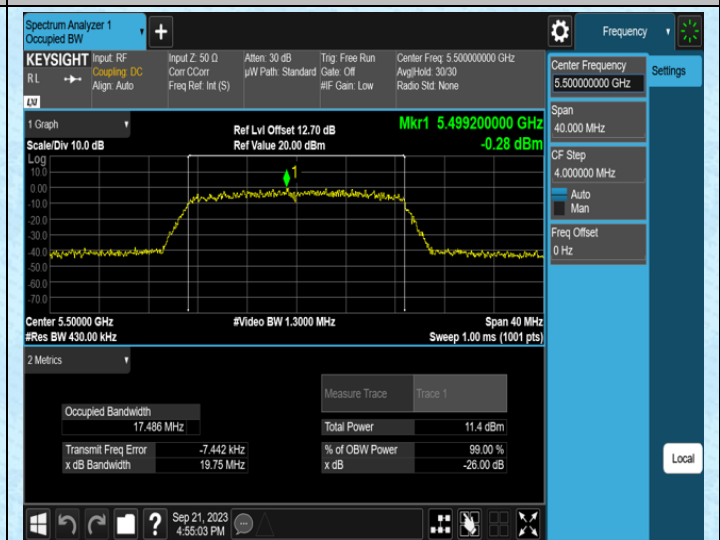 Spectrum Analyzer 1
Occupied BW
Frequency
KEYSIGHT
RL
LXI
Input: RF
Coupling: DC
Align: Auto
Input Z: 50 Ω
Corr CCorr
Freq Ref: Int (S)
Atten: 30 dB
µW Path: Standard
Trig: Free Run
Gate: Off
#IF Gain: Low
Center Freq: 5.500000000 GHz
Avg|Hold: 30/30
Radio Std: None
Center Frequency
5.500000000 GHz
Settings
Span
40.000 MHz
CF Step
4.000000 MHz
Auto
Man
Freq Offset
0 Hz
Local
1 Graph
Scale/Div 10.0 dB
Ref Lvl Offset 12.70 dB
Ref Value 20.00 dBm
Mkr1 5.499200000 GHz
-0.28 dBm
Log
10.0
0.00
-10.0
-20.0
-30.0
-40.0
-50.0
-60.0
-70.0
1
Center 5.50000 GHz
#Res BW 430.00 kHz
#Video BW 1.3000 MHz
Span 40 MHz
Sweep 1.00 ms (1001 pts)
2 Metrics
Measure Trace
Trace 1
Occupied Bandwidth
17.486 MHz
Total Power
11.4 dBm
Transmit Freq Error
-7.442 kHz
% of OBW Power
99.00 %
x dB Bandwidth
19.75 MHz
x dB
-26.00 dB
?
Sep 21, 2023
4:55:03 PM